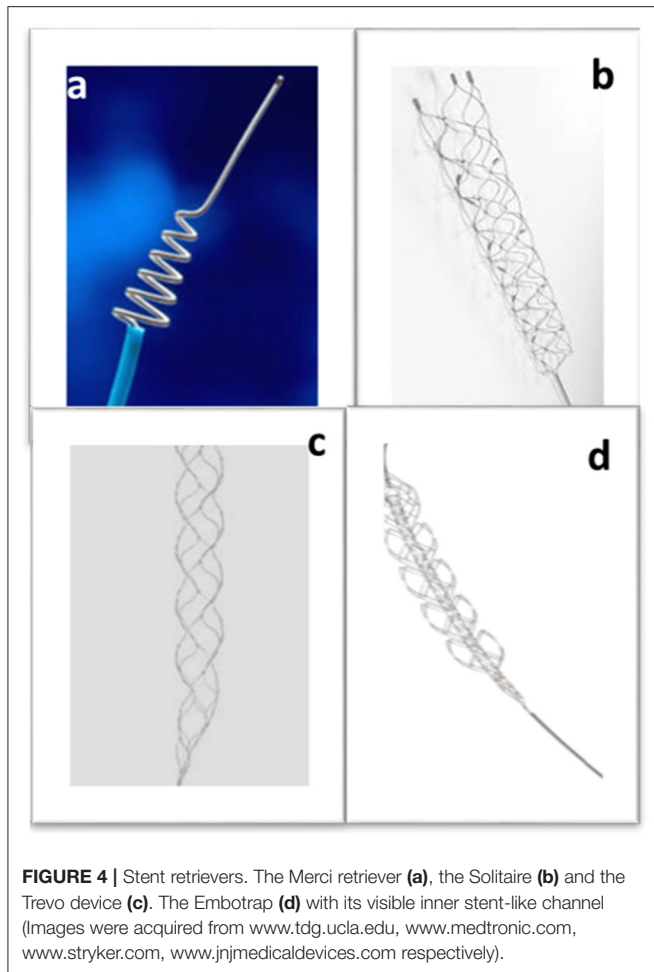 a
b
c
d
FIGURE 4 | Stent retrievers. The Merci retriever (a), the Solitaire (b) and the
Trevo device (c). The Embotrap (d) with its visible inner stent-like channel
(Images were acquired from www.tdg.ucla.edu, www.medtronic.com,
www.stryker.com, www.jnjmedicaldevices.com respectively).